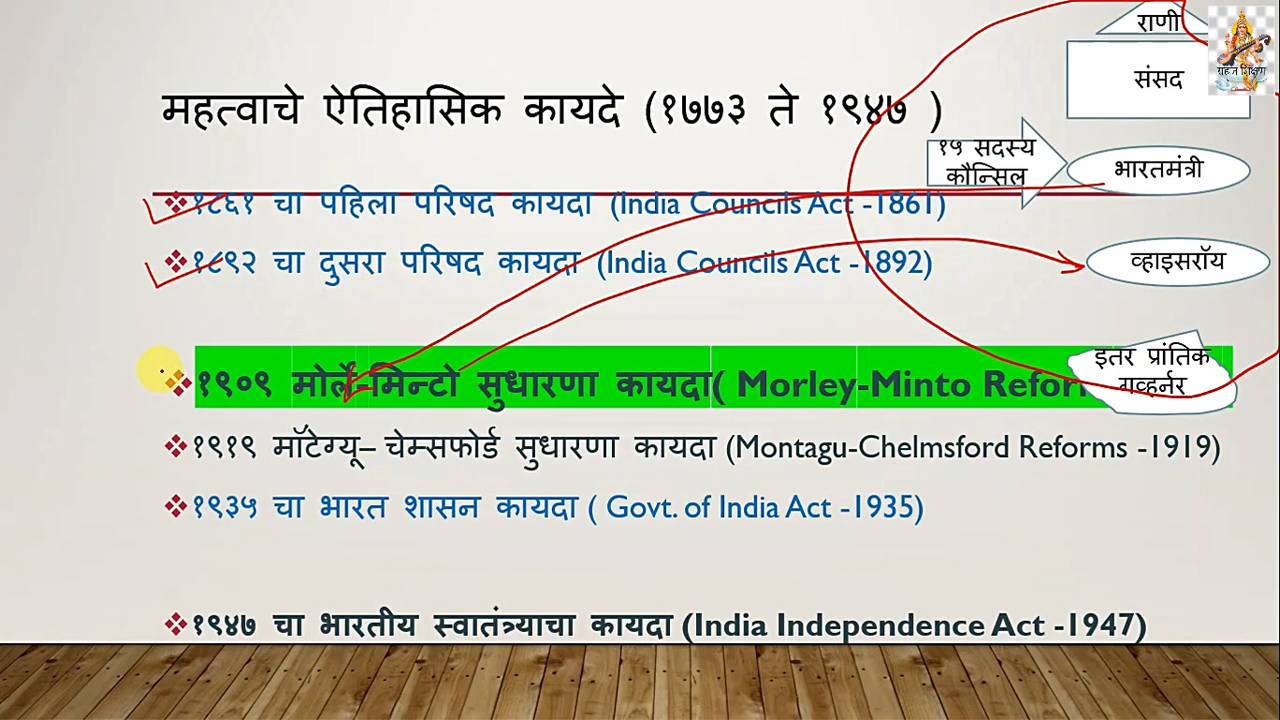 महत्वाचे ऐतिहासिक कायदे (१७७३ ते १९४७ )
❖१८६१ चा पहिला परिषद कायदा (India Councils Act -1861)
❖१८९२ चा दुसरा परिषद कायदा (India Councils Act -1892)
❖१९०९ मोर्ले-मिन्टो सुधारणा कायदा( Morley-Minto
❖१९१९ मॉटेग्यू– चेम्सफोर्ड सुधारणा कायदा (Montagu-Chelmsford Reforms -1919)
❖१९३५ चा भारत शासन कायदा ( Govt. of India Act -1935)
❖१९४७ चा भारतीय स्वातंत्र्याचा कायदा (India Independence Act -1947)
राणी
संसद
१५ सदस्य
कौन्सिल
भारतमंत्री
व्हाइसरॉय
इतर प्रांतिक
गव्हर्नर